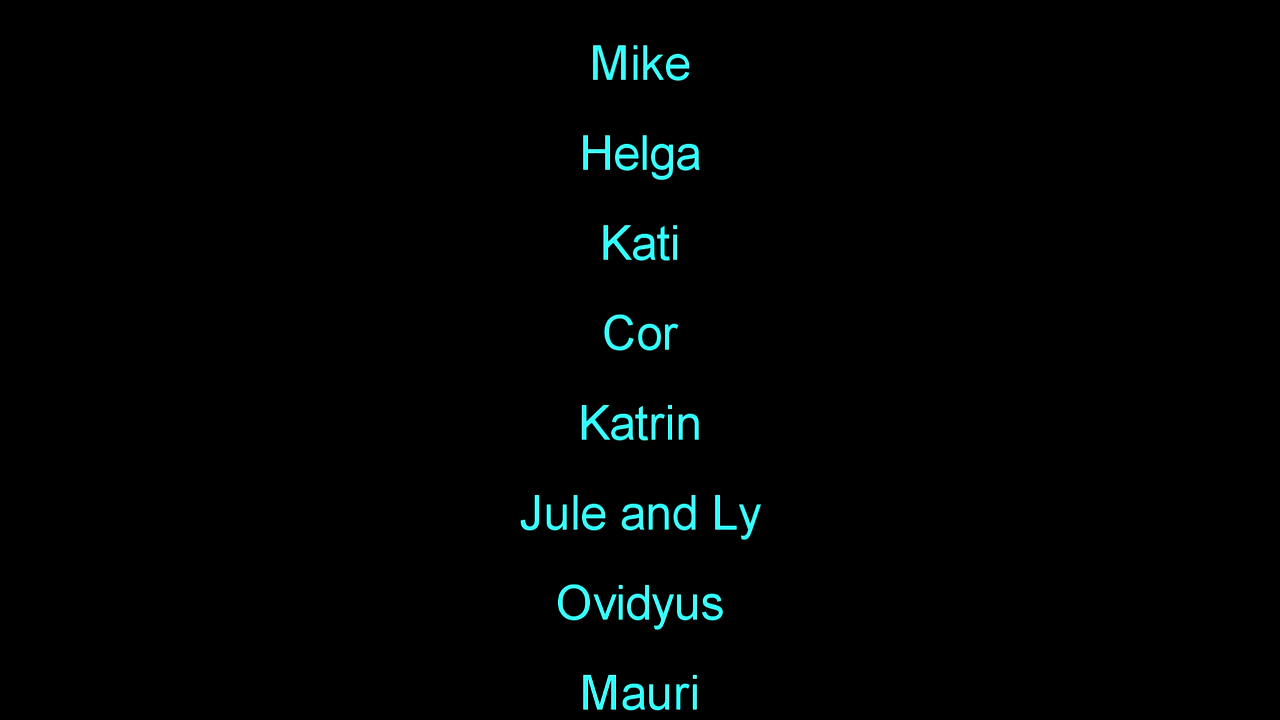 Mike
Helga
Kati
Cor
Katrin
Jule and Ly
Ovidyus
Mauri